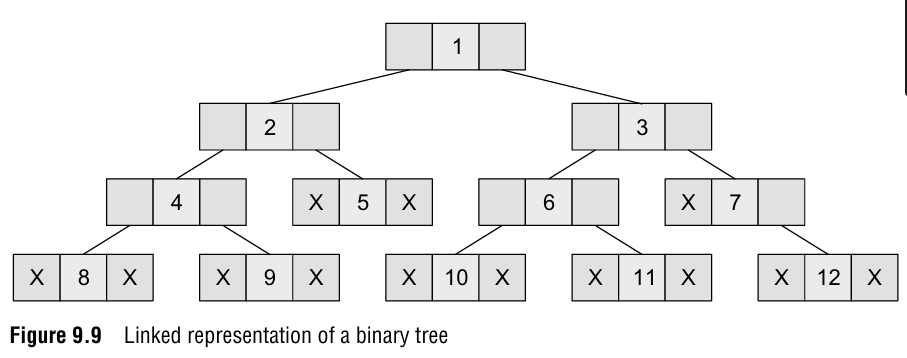 1
2 3
4 X 5 X 6 X 7
X 8 X X 9 X X 10 X X 11 X X 12 X
Figure 9.9 Linked representation of a binary tree